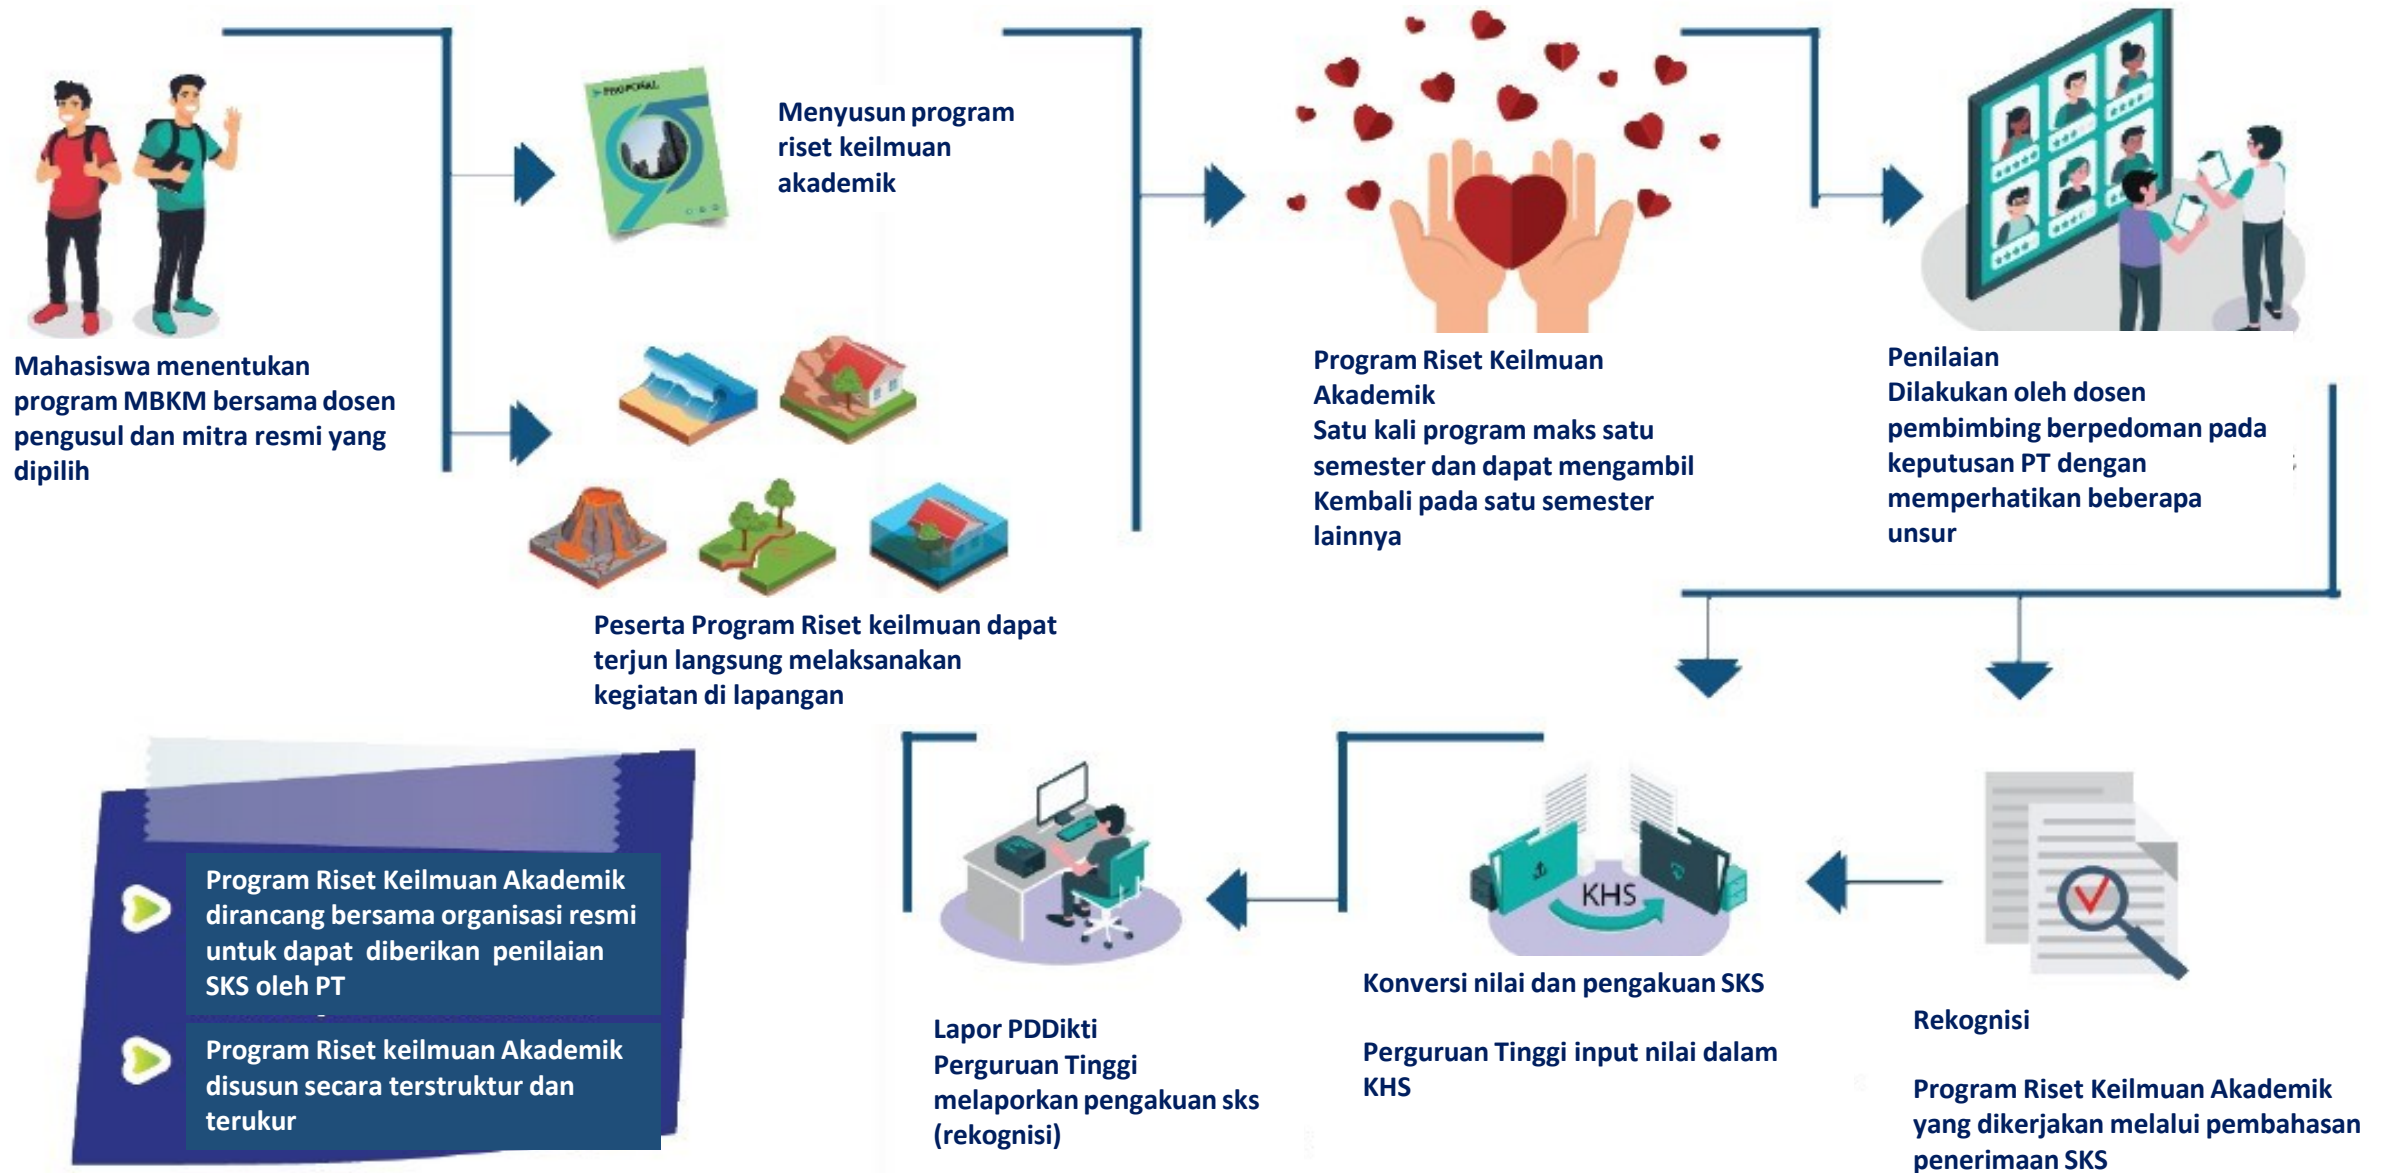 PROPOSAL
Menyusun program
riset keilmuan
akademik
Mahasiswa menentukan
program MBKM bersama dosen
pengusul dan mitra resmi yang
dipilih
Peserta Program Riset keilmuan dapat
terjun langsung melaksanakan
kegiatan di lapangan
Program Riset Keilmuan
Akademik
Satu kali program maks satu
semester dan dapat mengambil
Kembali pada satu semester
lainnya
Penilaian
Dilakukan oleh dosen
pembimbing berpedoman pada
keputusan PT dengan
memperhatikan beberapa
unsur
Rekognisi
Program Riset Keilmuan Akademik
yang dikerjakan melalui pembahasan
penerimaan SKS
KHS
Konversi nilai dan pengakuan SKS
Perguruan Tinggi input nilai dalam
KHS
Lapor PDDikti
Perguruan Tinggi
melaporkan pengakuan sks
(rekognisi)
Program Riset Keilmuan Akademik
dirancang bersama organisasi resmi
untuk dapat diberikan penilaian
SKS oleh PT
Program Riset keilmuan Akademik
disusun secara terstruktur dan
terukur